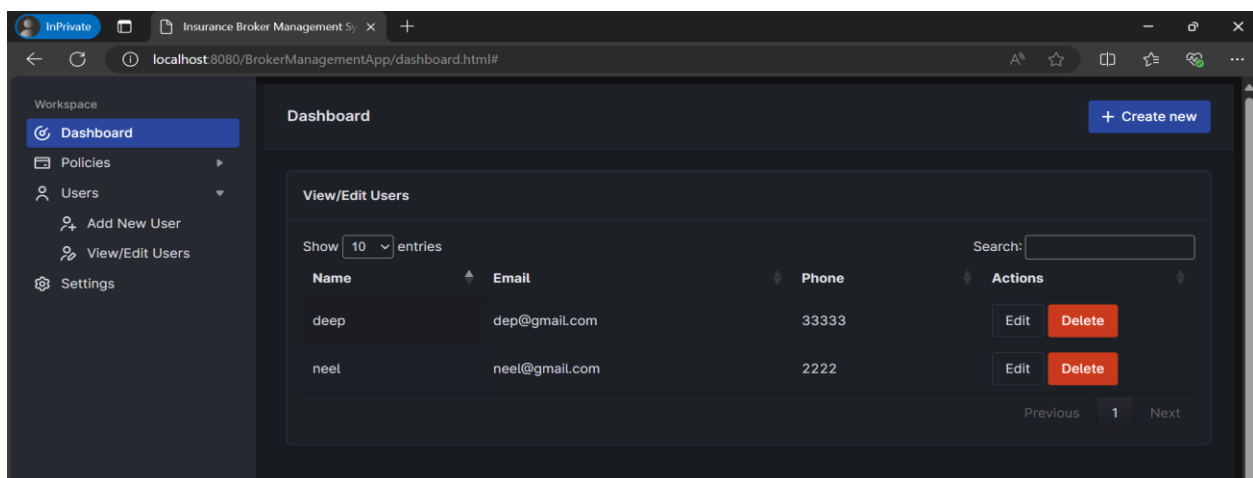 InPrivate Insurance Broker Management Sy
localhost:8080/BrokerManagementApp/dashboard.html#
Workspace
Dashboard
Policies
Users
Add New User
View/Edit Users
Settings
Dashboard
+ Create new
View/Edit Users
Show 10 entries Search:
Name Email Phone Actions
deep dep@gmail.com 33333 Edit Delete
neel neel@gmail.com 2222 Edit Delete
Previous 1 Next